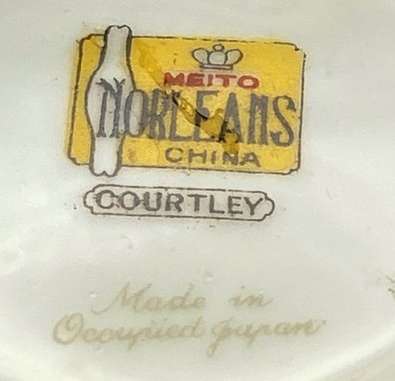 MEITO
NORLEANS
CHINA
COURTLEY
Made in
Occupied Japan